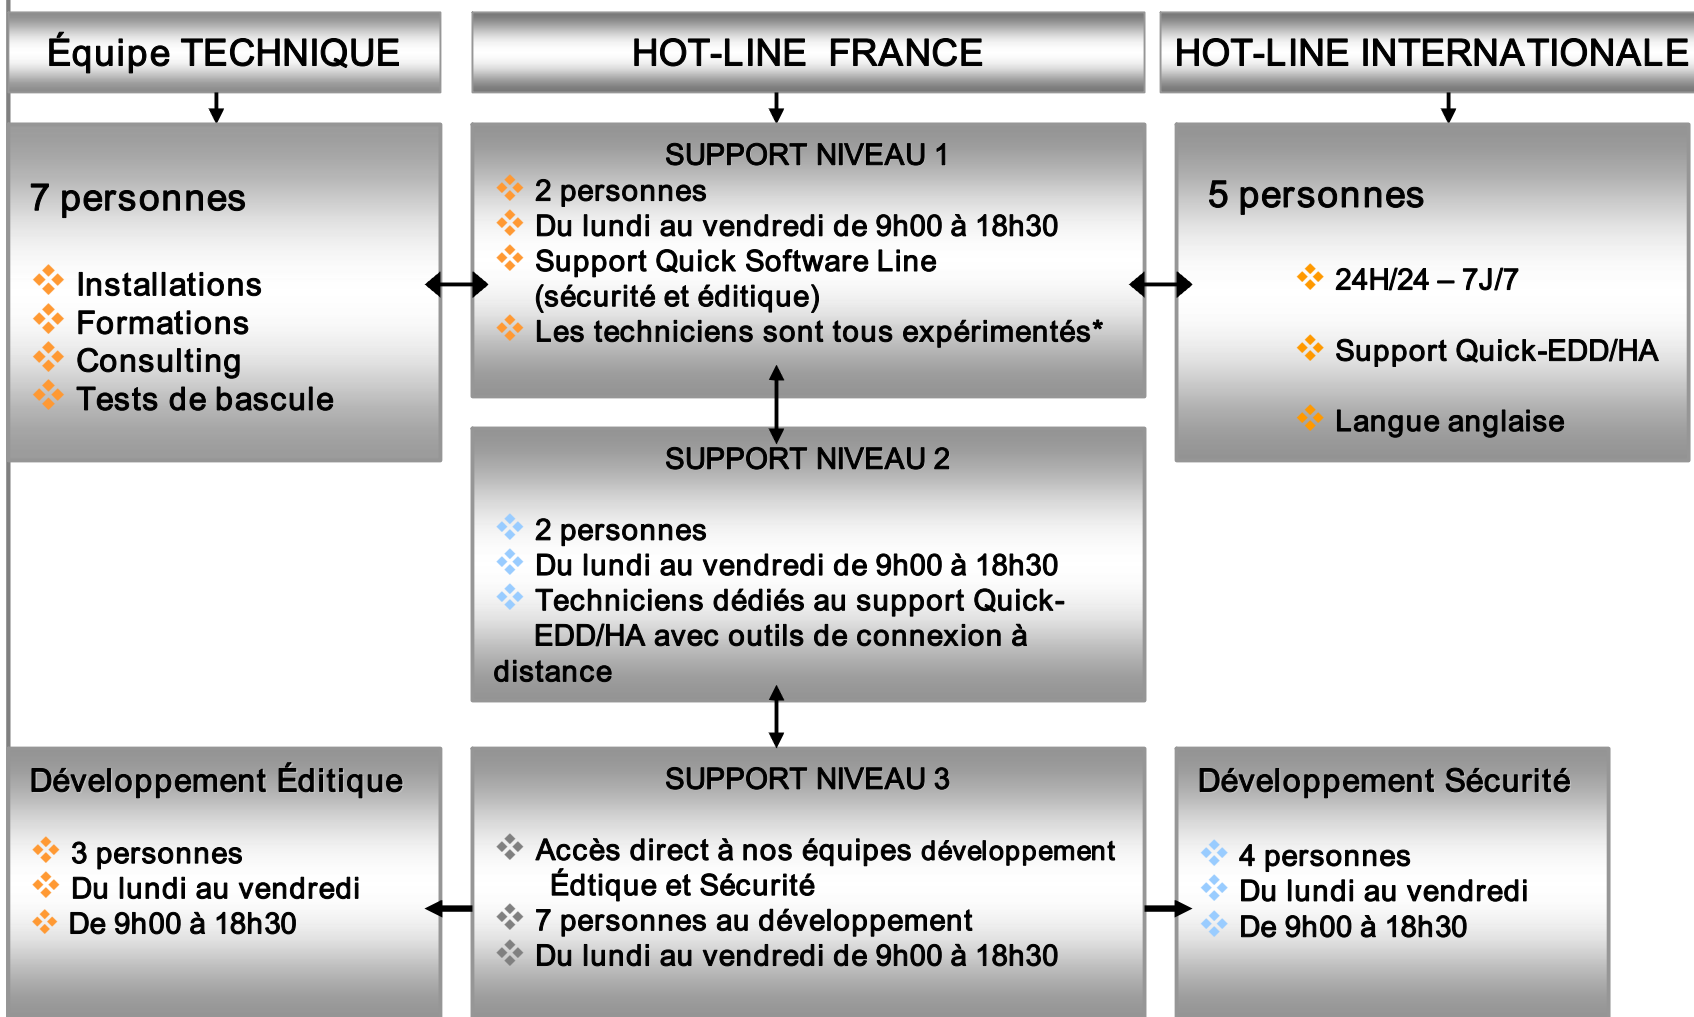 Équipe TECHNIQUE
HOT-LINE FRANCE
HOT-LINE INTERNATIONALE
7 personnes
Installations
Formations
Consulting
Tests de bascule
SUPPORT NIVEAU 1
2 personnes
Du lundi au vendredi de 9h00 à 18h30
Support Quick Software Line
(sécurité et éditique)
Les techniciens sont tous expérimentés*
5 personnes
24H/24 – 7J/7
Support Quick-EDD/HA
Langue anglaise
SUPPORT NIVEAU 2
2 personnes
Du lundi au vendredi de 9h00 à 18h30
Techniciens dédiés au support Quick-
EDD/HA avec outils de connexion à
distance
Développement Éditique
3 personnes
Du lundi au vendredi
De 9h00 à 18h30
SUPPORT NIVEAU 3
Accès direct à nos équipes développement
Édtique et Sécurité
7 personnes au développement
Du lundi au vendredi de 9h00 à 18h30
Développement Sécurité
4 personnes
Du lundi au vendredi
De 9h00 à 18h30